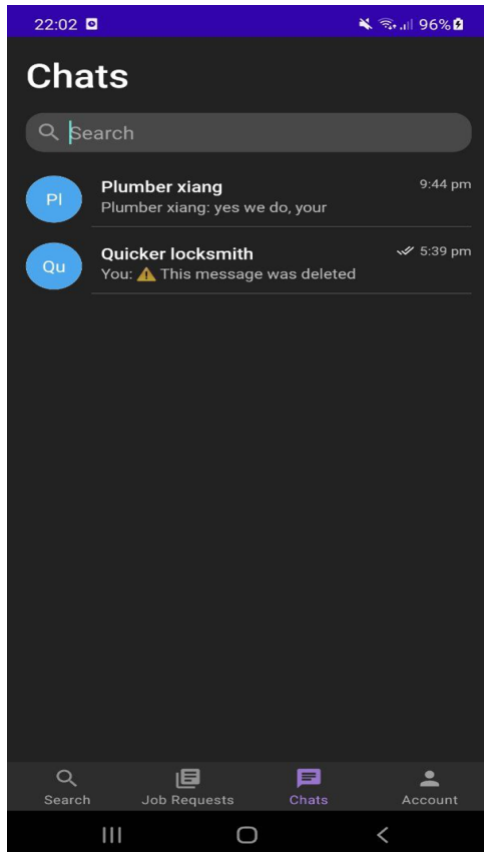 22:02 96%
Chats
Search
Pl
Plumber xiang 9:44 pm
Plumber xiang: yes we do, your
Qu
Quicker locksmith 5:39 pm
You: ⚠ This message was deleted
Search Job Requests Chats Account